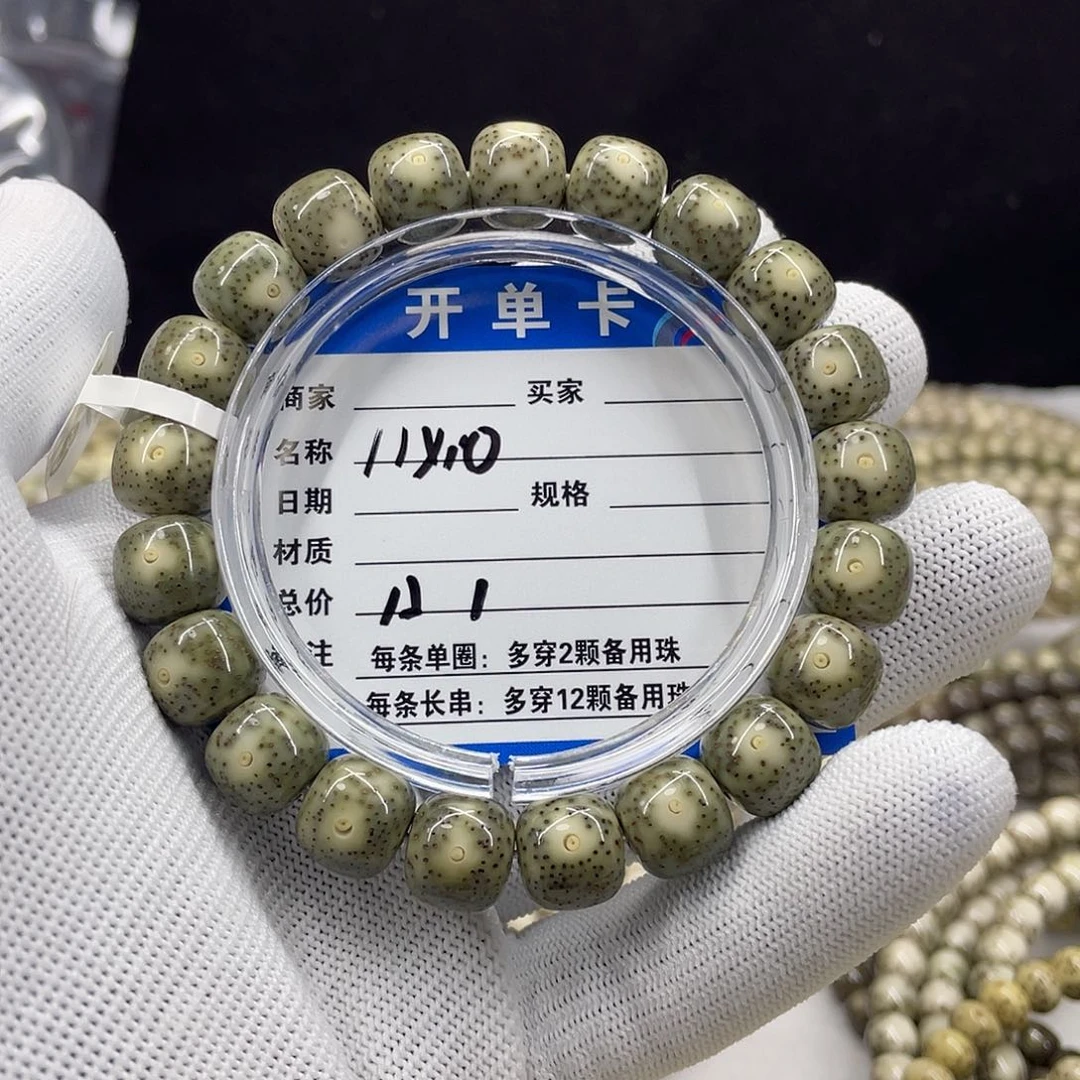 开单卡
商家 买家
名称 11x10
日期 规格
材质
总价
注 每条单圈：多穿2颗备用珠
每条长串：多穿12颗备用珠